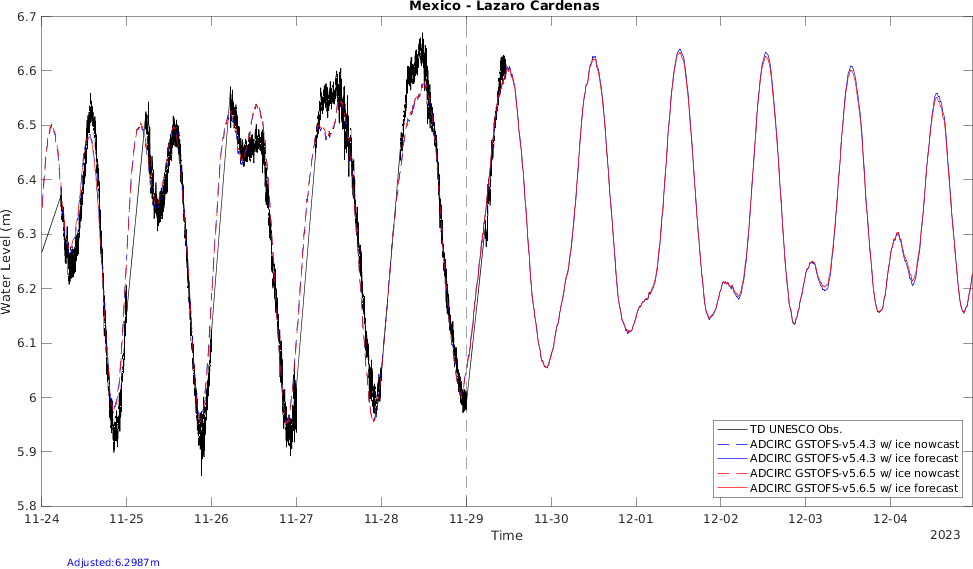 Mexico - Lazaro Cardenas
6.7
6.6
6.5
6.4
6.3
6.2
6.1
6
5.9
5.8
Water Level (m)
11-24 11-25 11-26 11-27 11-28 11-29 11-30 12-01 12-02 12-03 12-04
Time
2023
TD UNESCO Obs.
ADCIRC GSTOFS-v5.4.3 w/ ice nowcast
ADCIRC GSTOFS-v5.4.3 w/ ice forecast
ADCIRC GSTOFS-v5.6.5 w/ ice nowcast
ADCIRC GSTOFS-v5.6.5 w/ ice forecast
Adjusted:6.2987m